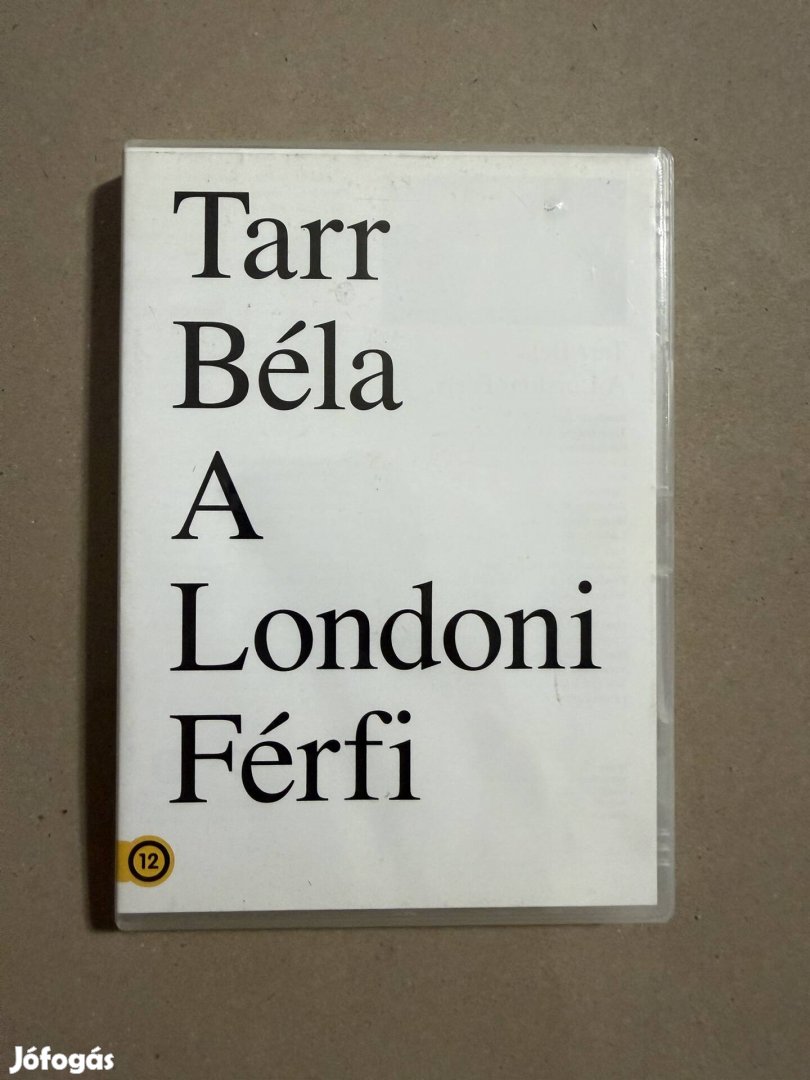 Tarr
Béla
A
Londoni
Férfi
12
Jófogás